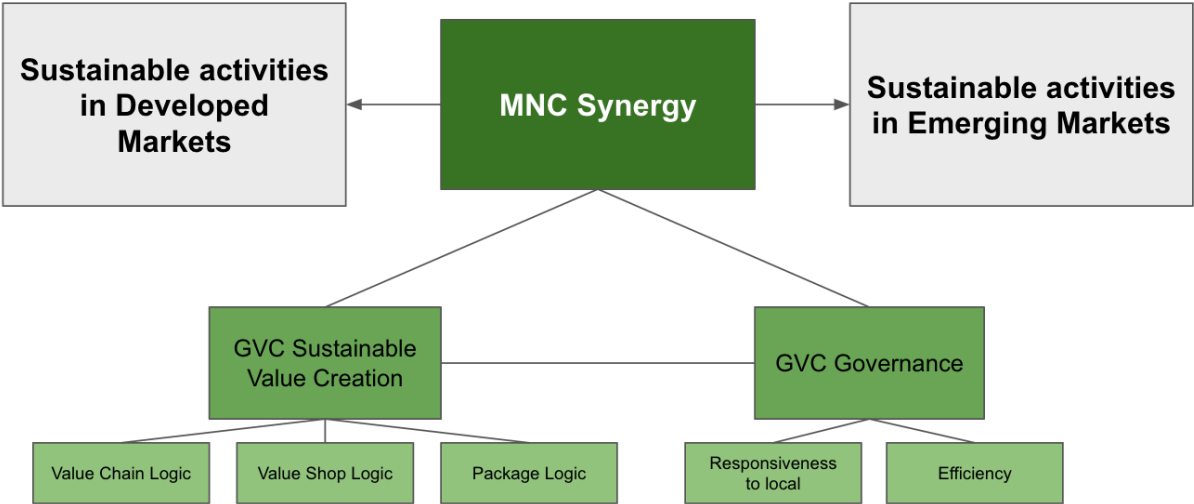 Sustainable activities
in Developed
Markets
MNC Synergy
Sustainable activities
in Emerging Markets
GVC Sustainable
Value Creation
GVC Governance
Value Chain Logic
Value Shop Logic
Package Logic
Responsiveness
to local
Efficiency